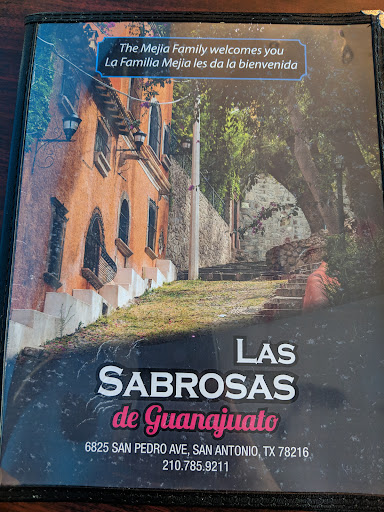 The Mejia Family welcomes you
La Familia Mejia les da la bienvenida
LAS
SABROSAS
de Guanajuato
6825 SAN PEDRO AVE, SAN ANTONIO, TX 78216
210.785.9211